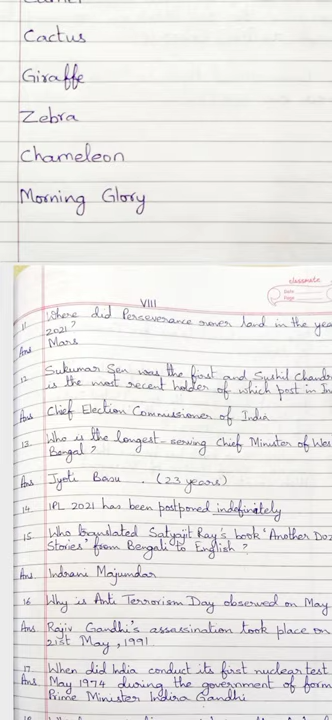 Cactus
Giraffe
Zebra
Chameleon
Morning Glory
classmate
Date
Page
VIII
11. Where did Perseverance rover land in the
2021?
Ans Mars
12. Sukumar Sen was the first and Sushil
is the most recent holder of which post in
Ans Chief Election Commissioner of India
13. Who is the longest-serving Chief Minister of
Bengal?
Ans Jyoti Basu. (23 years)
14 IPL 2021 has been postponed indefinitely
15 Who translated Satyajit Ray's book 'Another
Stories' from Bengali to English?
Ans. Indrani Majumdar
16 Why is Anti Terrorism Day observed on May
Ans Rajiv Gandhi's assassination took place on
21st May, 1991
17 When did India conduct its first nuclear test
Ans May 1974 during the government of
Prime Minister Indira Gandhi